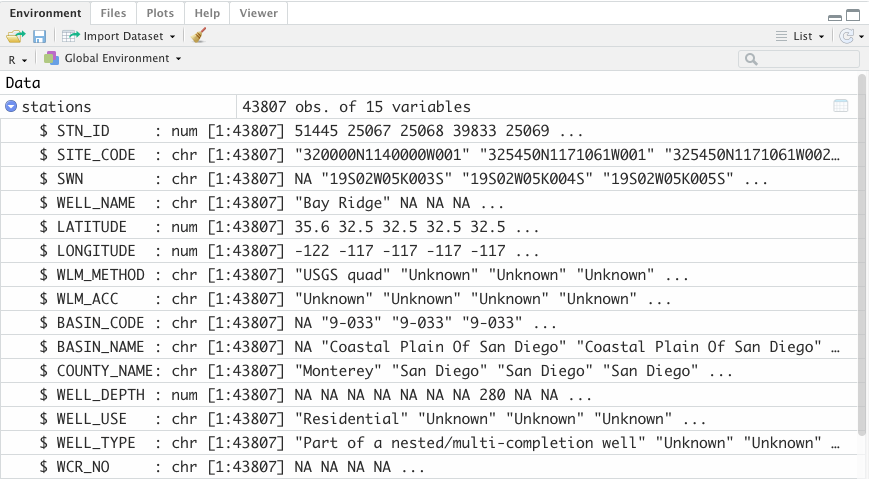 Environment Files Plots Help Viewer
Import Dataset List
R Global Environment
Data
stations 43807 obs. of 15 variables
$ STN_ID : num [1:43807] 51445 25067 25068 39833 25069 ...
$ SITE_CODE : chr [1:43807] "320000N1140000W001" "325450N1171061W001" "325450N1171061W002…
$ SWN : chr [1:43807] NA "19S02W05K003S" "19S02W05K004S" "19S02W05K005S" ...
$ WELL_NAME : chr [1:43807] "Bay Ridge" NA NA NA ...
$ LATITUDE : num [1:43807] 35.6 32.5 32.5 32.5 32.5 ...
$ LONGITUDE : num [1:43807] -122 -117 -117 -117 -117 ...
$ WLM_METHOD : chr [1:43807] "USGS quad" "Unknown" "Unknown" "Unknown" ...
$ WLM_ACC : chr [1:43807] "Unknown" "Unknown" "Unknown" "Unknown" ...
$ BASIN_CODE : chr [1:43807] NA "9-033" "9-033" "9-033" ...
$ BASIN_NAME : chr [1:43807] NA "Coastal Plain Of San Diego" "Coastal Plain Of San Diego" …
$ COUNTY_NAME: chr [1:43807] "Monterey" "San Diego" "San Diego" "San Diego" ...
$ WELL_DEPTH : num [1:43807] NA NA NA NA NA NA NA 280 NA NA ...
$ WELL_USE : chr [1:43807] "Residential" "Unknown" "Unknown" "Unknown" ...
$ WELL_TYPE : chr [1:43807] "Part of a nested/multi-completion well" "Unknown" "Unknown" …
$ WCR_NO : chr [1:43807] NA NA NA NA ...